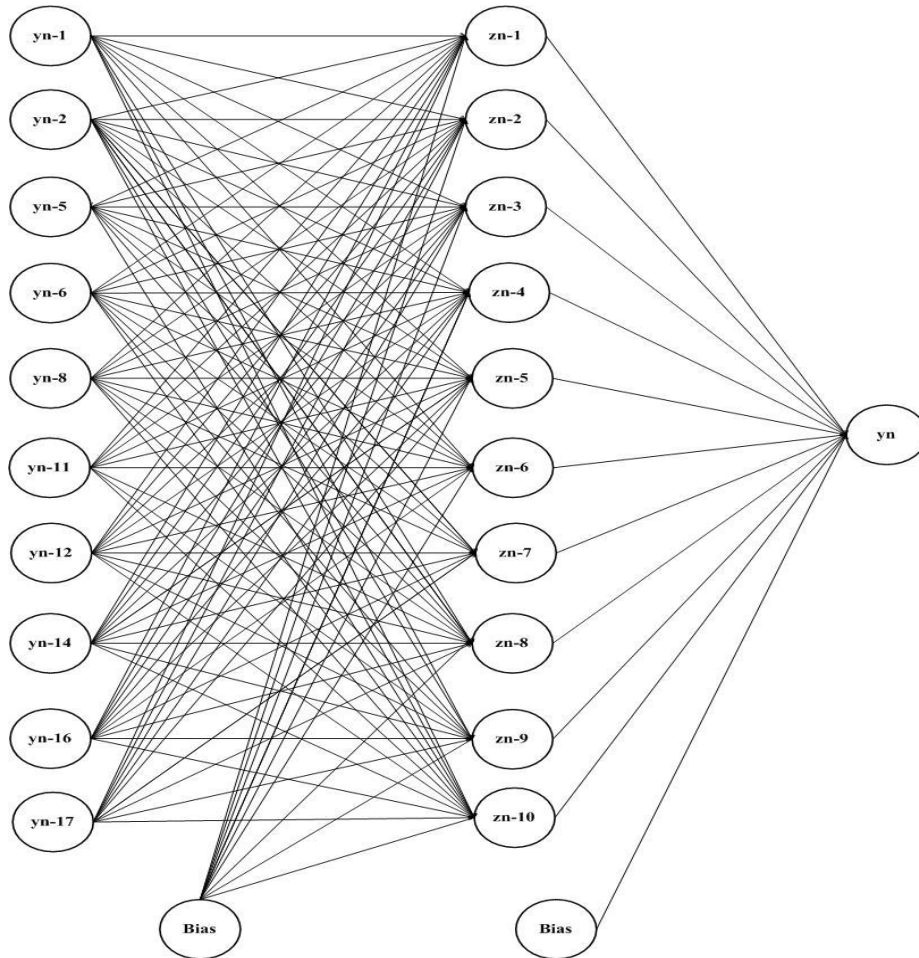 yn-1
yn-2
yn-5
yn-6
yn-8
yn-11
yn-12
yn-14
yn-16
yn-17
Bias
zn-1
zn-2
zn-3
zn-4
zn-5
zn-6
zn-7
zn-8
zn-9
zn-10
Bias
yn